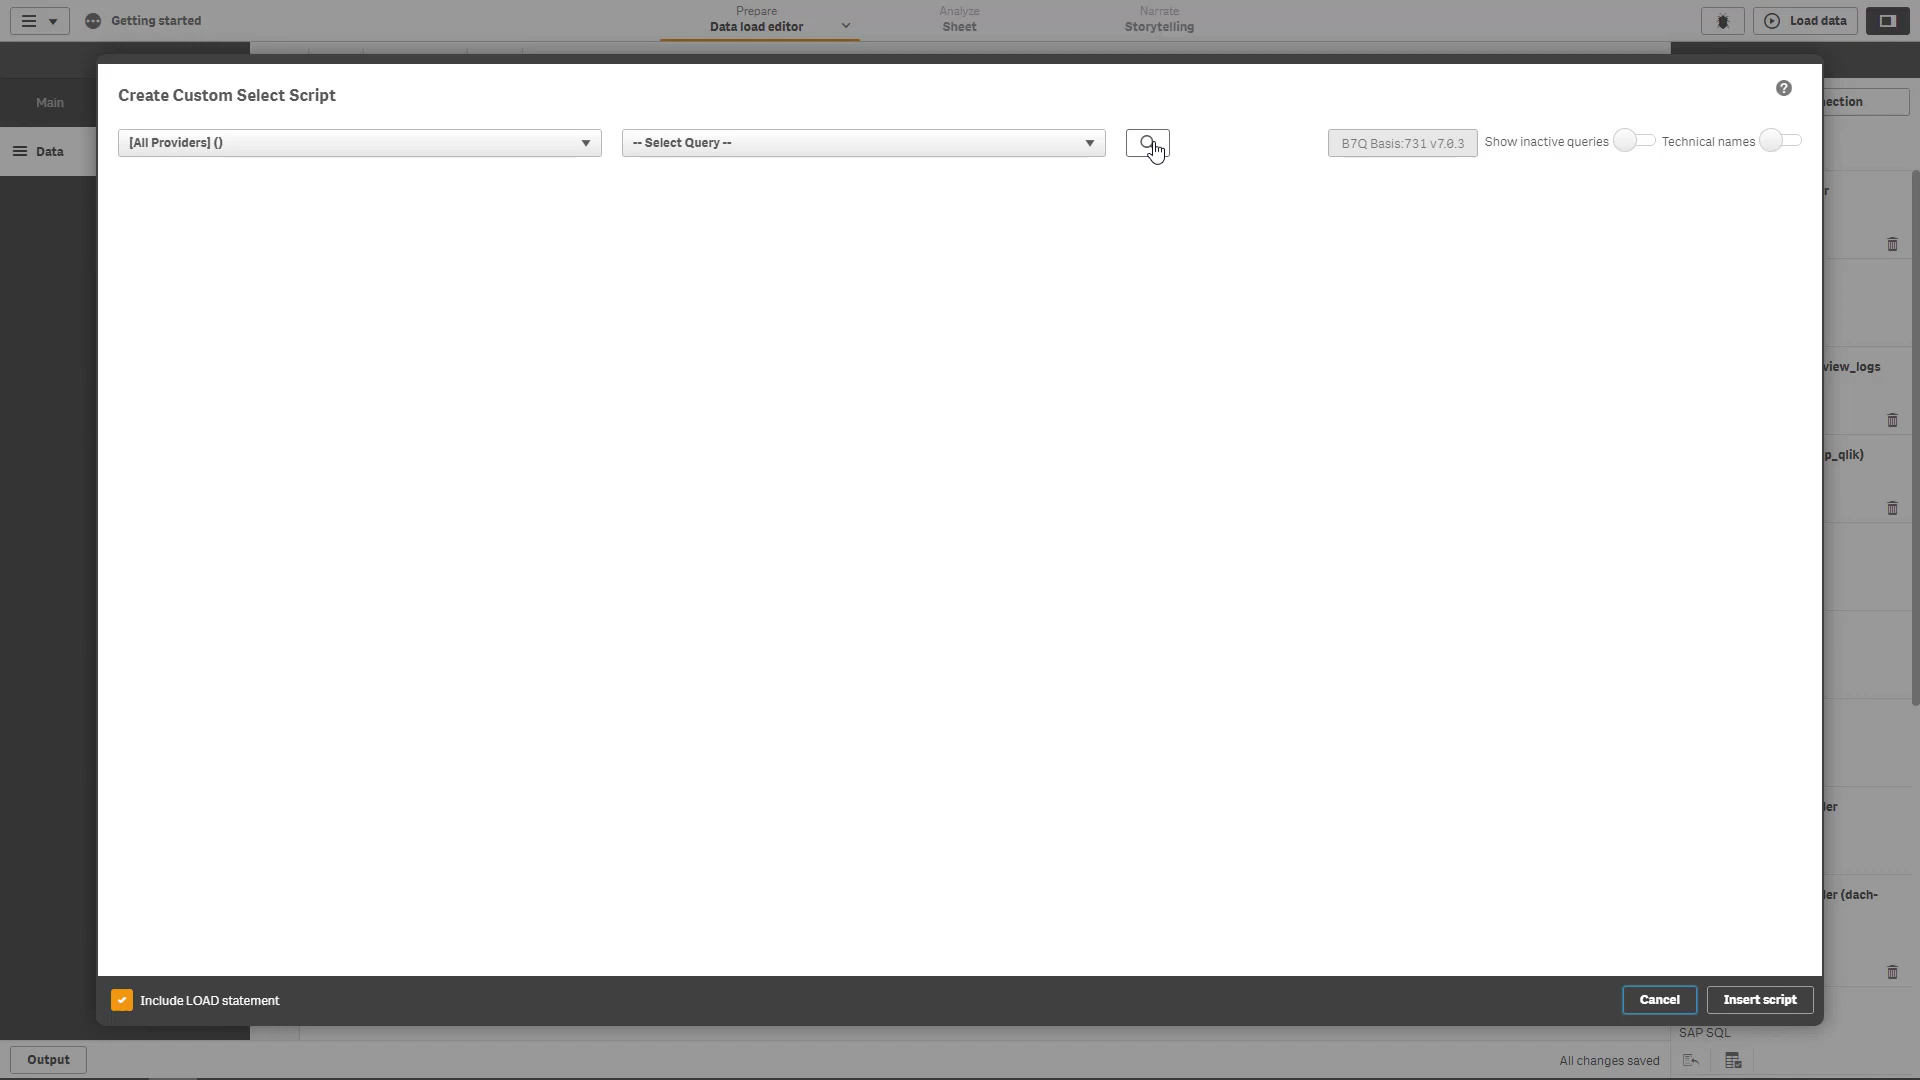 Getting started
Prepare
Data load editor
Analyze
Sheet
Narrate
Storytelling
Load data
Main
Data
Create Custom Select Script
?
[All Providers] ()
-- Select Query --
B7Q Basis:731 v7.0.3
Show inactive queries
Technical names
nection
r
view_logs
p_qlik)
ler
ler (dach-
Include LOAD statement
Cancel
Insert script
SAP SQL
Output
All changes saved